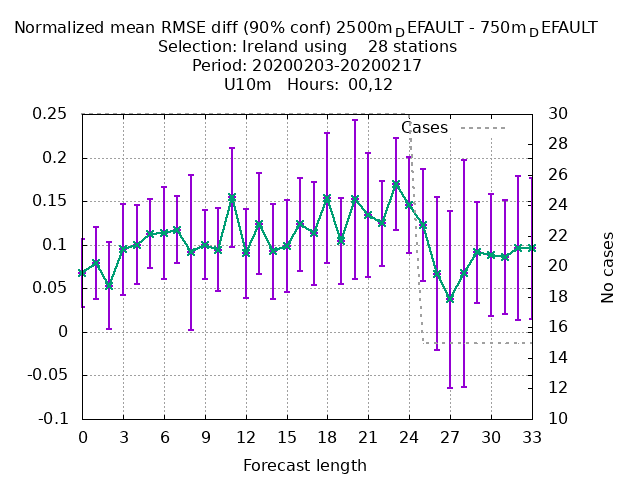 Normalized mean RMSE diff (90% conf) 2500mDEFAULT - 750mDEFAULT
Selection: Ireland using 28 stations
Period: 20200203-20200217
U10m Hours: 00,12
Cases
0.25
0.2
0.15
0.1
0.05
0
-0.05
-0.1
30
28
26
24
22
20
18
16
14
12
10
No cases
0 3 6 9 12 15 18 21 24 27 30 33
Forecast length